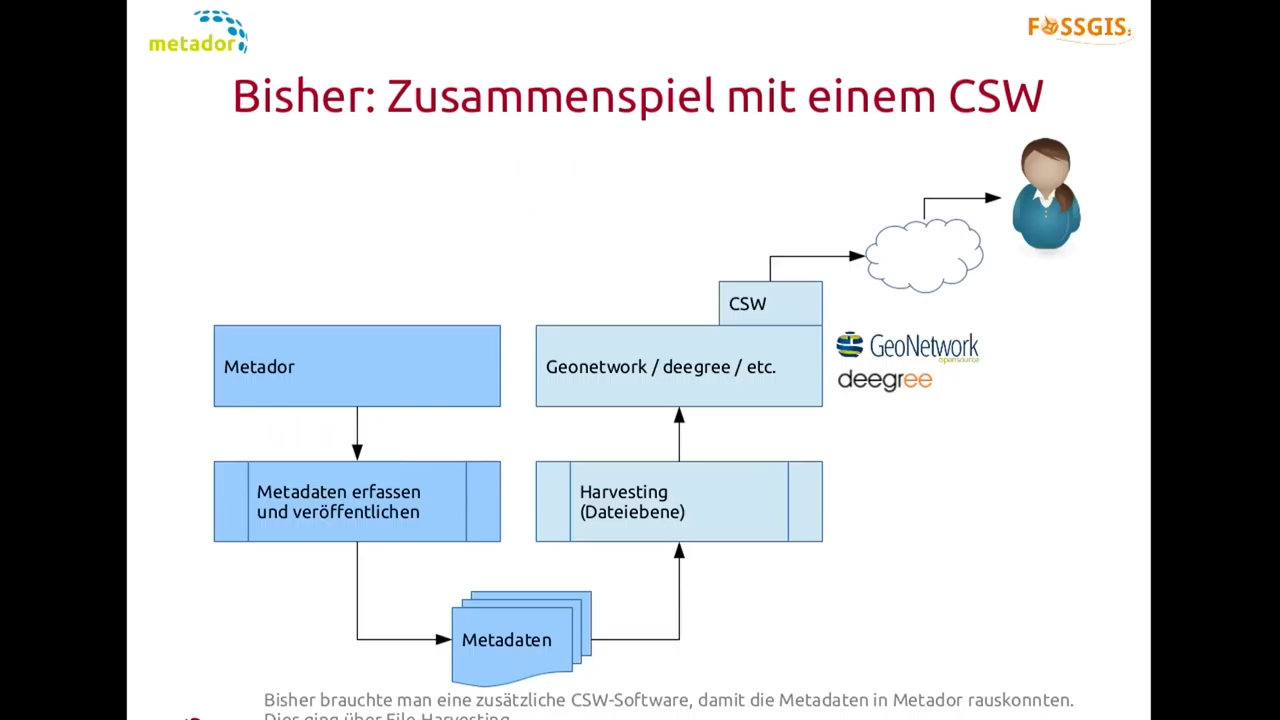 metador
FOSSGIS
Bisher: Zusammenspiel mit einem CSW
CSW
Metador
Geonetwork / deegree / etc.
GeoNetwork
opensource
deegree
Metadaten erfassen
und veröffentlichen
Harvesting
(Dateiebene)
Metadaten
Bisher brauchte man eine zusätzliche CSW-Software, damit die Metadaten in Metador rauskonnten.
Dies ging über File Harvesting